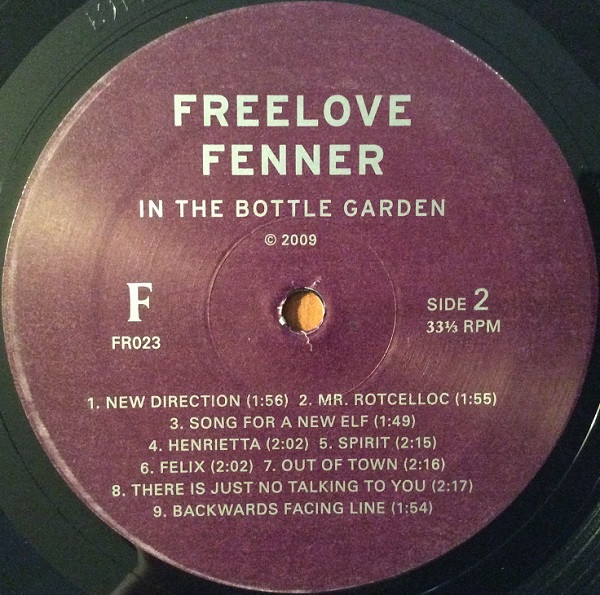 FREELOVE
FENNER
IN THE BOTTLE GARDEN
© 2009
F
FR023
SIDE 2
33⅓ RPM
1. NEW DIRECTION (1:56) 2. MR. ROTCELLOC (1:55)
3. SONG FOR A NEW ELF (1:49)
4. HENRIETTA (2:02) 5. SPIRIT (2:15)
6. FELIX (2:02) 7. OUT OF TOWN (2:16)
8. THERE IS JUST NO TALKING TO YOU (2:17)
9. BACKWARDS FACING LINE (1:54)